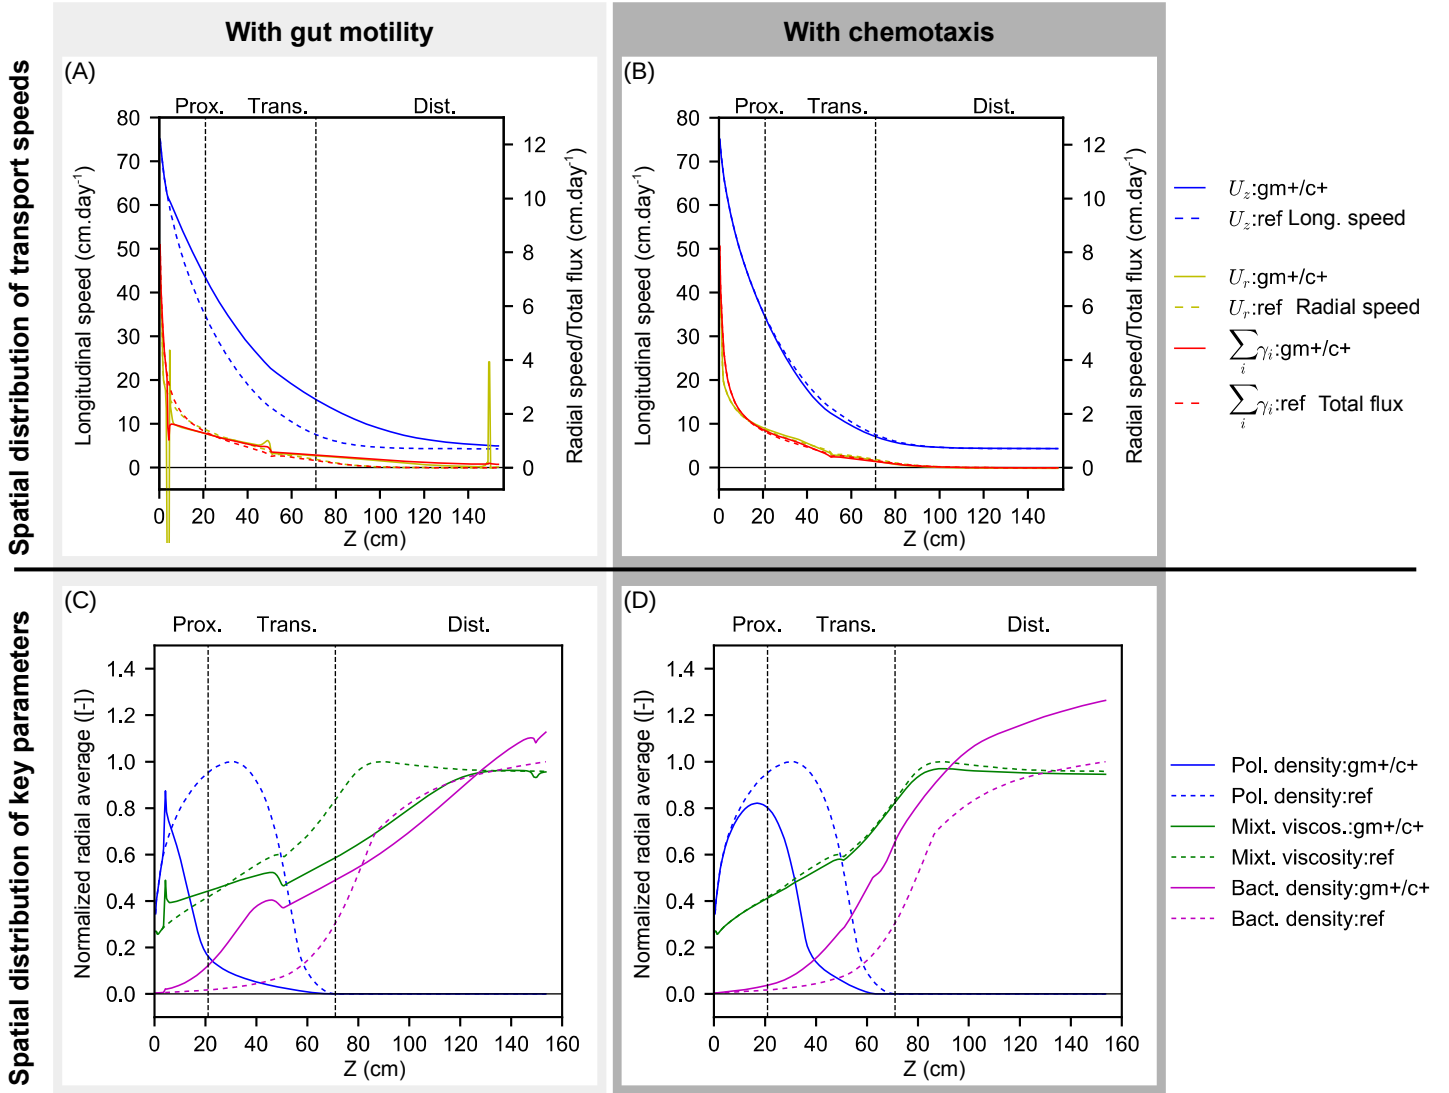 With gut motility
With chemotaxis
Spatial distribution of transport speeds
(A)
Prox. Trans. Dist.
80
70
60
50
40
30
20
10
0
Longitudinal speed (cm.day-1)
12
10
8
6
4
2
0
Radial speed/Total flux (cm.day-1)
0 20 40 60 80 100 120 140
Z (cm)
(B)
Prox. Trans. Dist.
80
70
60
50
40
30
20
10
0
Longitudinal speed (cm.day-1)
12
10
8
6
4
2
0
Radial speed/Total flux (cm.day-1)
0 20 40 60 80 100 120 140
Z (cm)
U_z:gm+/c+
U_z:ref Long. speed
U_r:gm+/c+
U_r:ref Radial speed
∑_i γ_i:gm+/c+
∑_i γ_i:ref Total flux
Spatial distribution of key parameters
(C)
Prox. Trans. Dist.
1.4
1.2
1.0
0.8
0.6
0.4
0.2
0.0
Normalized radial average ([-])
0 20 40 60 80 100 120 140 160
Z (cm)
(D)
Prox. Trans. Dist.
1.4
1.2
1.0
0.8
0.6
0.4
0.2
0.0
Normalized radial average ([-])
0 20 40 60 80 100 120 140 160
Z (cm)
Pol. density:gm+/c+
Pol. density:ref
Mixt. viscos.:gm+/c+
Mixt. viscosity:ref
Bact. density:gm+/c+
Bact. density:ref